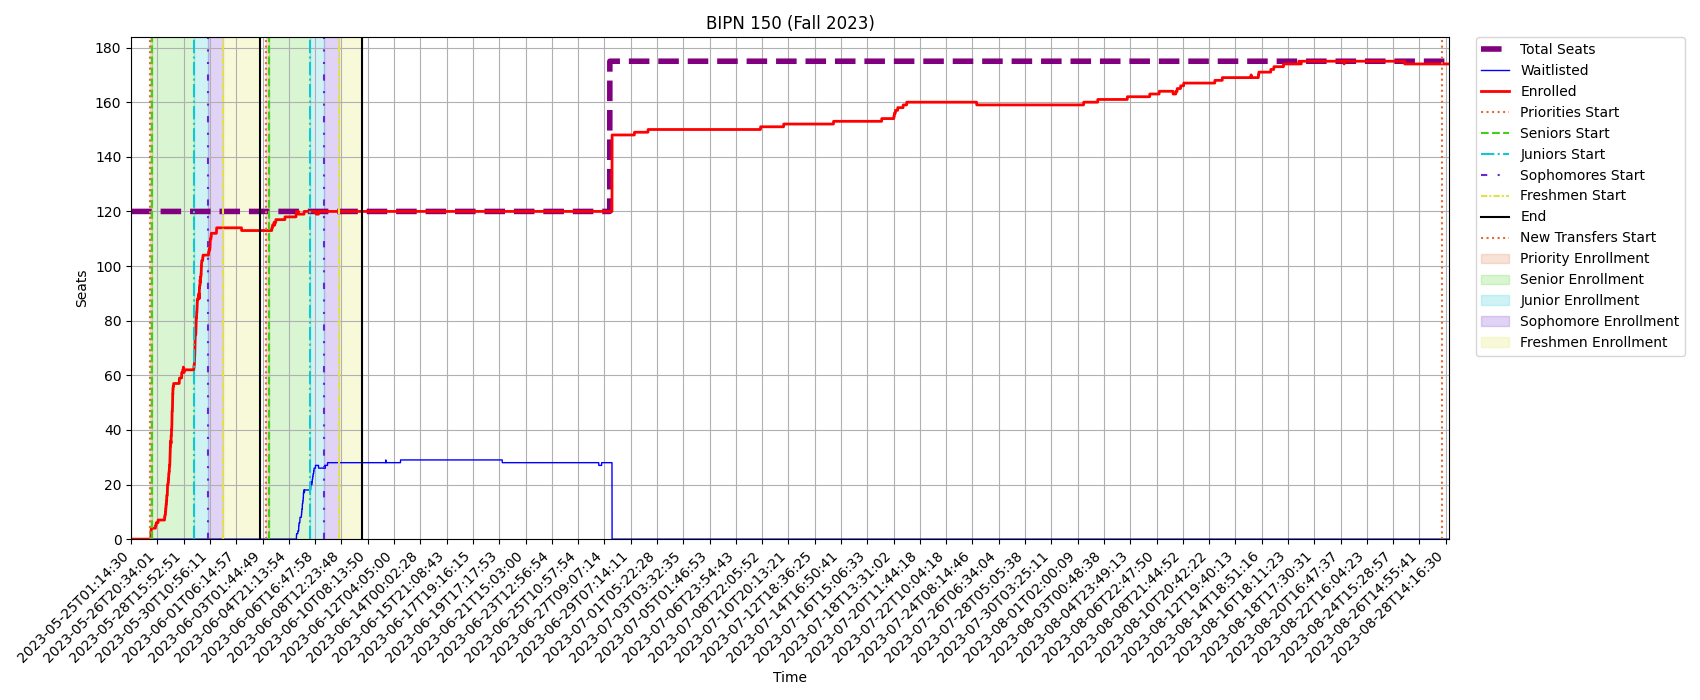 BIPN 150 (Fall 2023)
Total Seats
Waitlisted
Enrolled
Priorities Start
Seniors Start
Juniors Start
Sophomores Start
Freshmen Start
End
New Transfers Start
Priority Enrollment
Senior Enrollment
Junior Enrollment
Sophomore Enrollment
Freshmen Enrollment
Seats
180
160
140
120
100
80
60
40
20
0
2023-05-25T01:14:30
2023-05-26T20:34:01
2023-05-28T15:52:51
2023-05-30T10:56:11
2023-06-01T06:14:57
2023-06-03T01:44:49
2023-06-04T21:13:54
2023-06-06T16:47:58
2023-06-08T12:23:48
2023-06-10T08:13:50
2023-06-12T04:05:00
2023-06-14T00:02:28
2023-06-15T21:08:43
2023-06-17T19:16:15
2023-06-19T17:17:53
2023-06-21T15:03:00
2023-06-23T12:56:54
2023-06-25T10:57:54
2023-06-27T09:07:14
2023-06-29T07:14:11
2023-07-01T05:22:28
2023-07-03T03:32:35
2023-07-05T01:46:53
2023-07-06T23:54:43
2023-07-08T22:05:52
2023-07-10T20:13:21
2023-07-12T18:36:25
2023-07-14T16:50:41
2023-07-16T15:06:33
2023-07-18T13:31:02
2023-07-20T11:44:18
2023-07-22T10:04:18
2023-07-24T08:14:46
2023-07-26T06:34:04
2023-07-28T05:05:38
2023-07-30T03:25:11
2023-08-01T02:00:09
2023-08-03T00:48:38
2023-08-04T23:49:13
2023-08-06T22:47:50
2023-08-08T21:44:52
2023-08-10T20:42:22
2023-08-12T19:40:13
2023-08-14T18:51:16
2023-08-16T18:11:23
2023-08-18T17:30:31
2023-08-20T16:47:37
2023-08-22T16:04:23
2023-08-24T15:28:57
2023-08-26T14:55:41
2023-08-28T14:16:30
Time